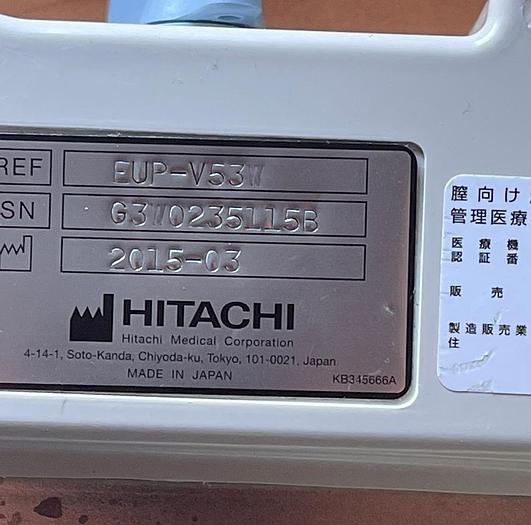 REF EUP-V53W
SN G3W0235115B
2015-03
HITACHI
Hitachi Medical Corporation
4-14-1, Soto-Kanda, Chiyoda-ku, Tokyo, 101-0021, Japan
MADE IN JAPAN
KB345666A
膣向け
管理医療
医療機
認証番
販売
製造販売業
住